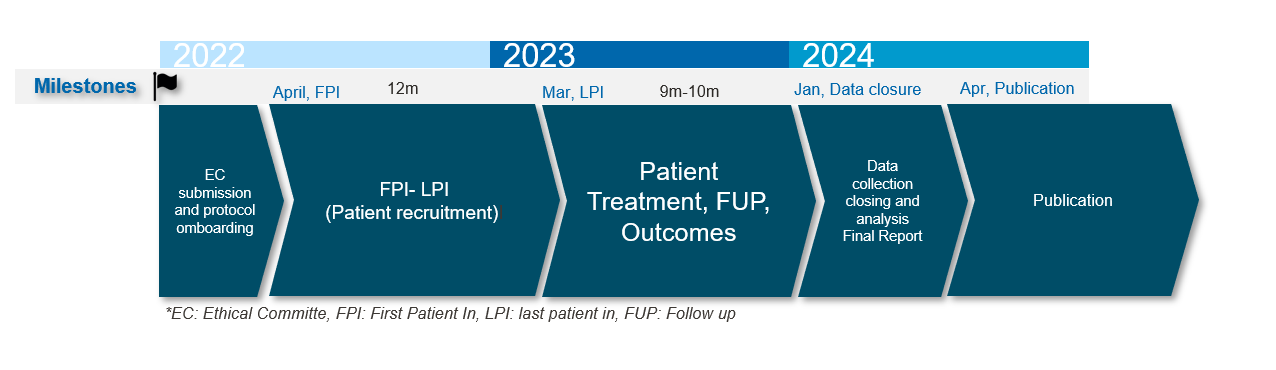 2022
2023
2024
Milestones
April, FPI
12m
Mar, LPI
9m-10m
Jan, Data closure
Apr, Publication
EC
submission
and protocol
omboarding
FPI- LPI
(Patient recruitment)
Patient
Treatment, FUP,
Outcomes
Data
collection
closing and
analysis
Final Report
Publication
*EC: Ethical Committe, FPI: First Patient In, LPI: last patient in, FUP: Follow up